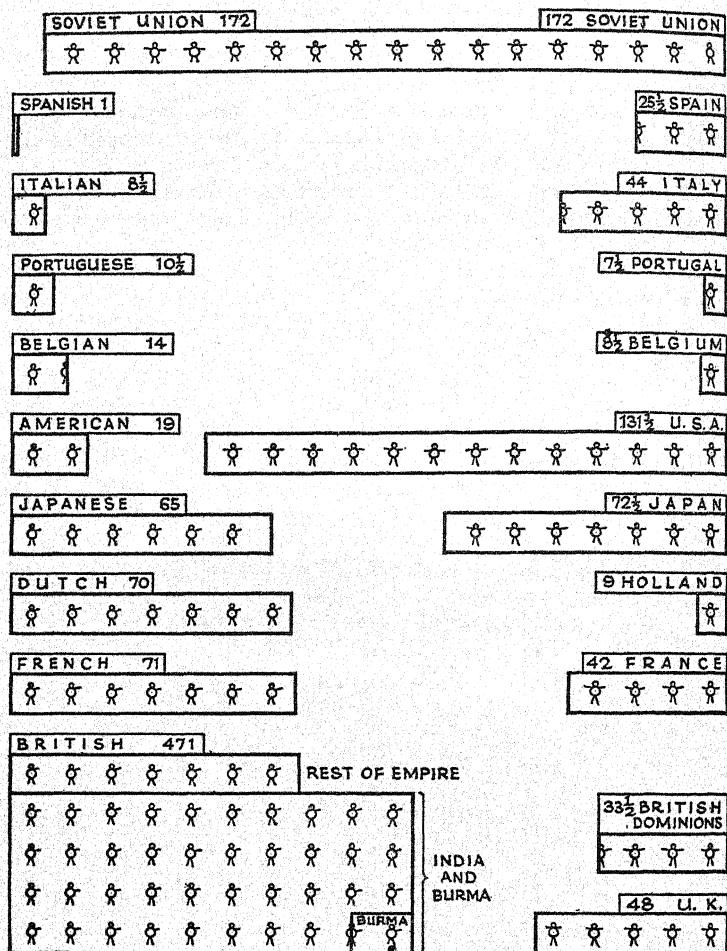 SOVIET UNION 172
172 SOVIET UNION
SPANISH 1
25½ SPAIN
ITALIAN 8½
44 ITALY
PORTUGUESE 10½
7½ PORTUGAL
BELGIAN 14
8½ BELGIUM
AMERICAN 19
131½ U.S.A.
JAPANESE 65
72½ JAPAN
DUTCH 70
9 HOLLAND
FRENCH 71
42 FRANCE
BRITISH 471
REST OF EMPIRE
33½ BRITISH
DOMINIONS
INDIA
AND
BURMA
BURMA
48 U. K.